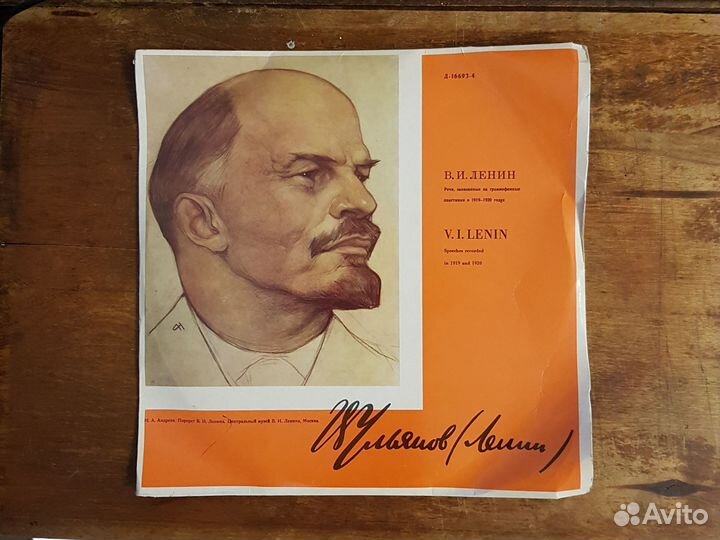 Д-16693-4
В. И. ЛЕНИН
Речи, записанные на граммофонные
пластинки в 1919-1920 годах
V. I. LENIN
Speeches recorded
in 1919 and 1920
Н. А. Андреев. Портрет В. И. Ленина. Центральный музей В. И. Ленина, Москва.
В Ульянов (Ленин)
Avito